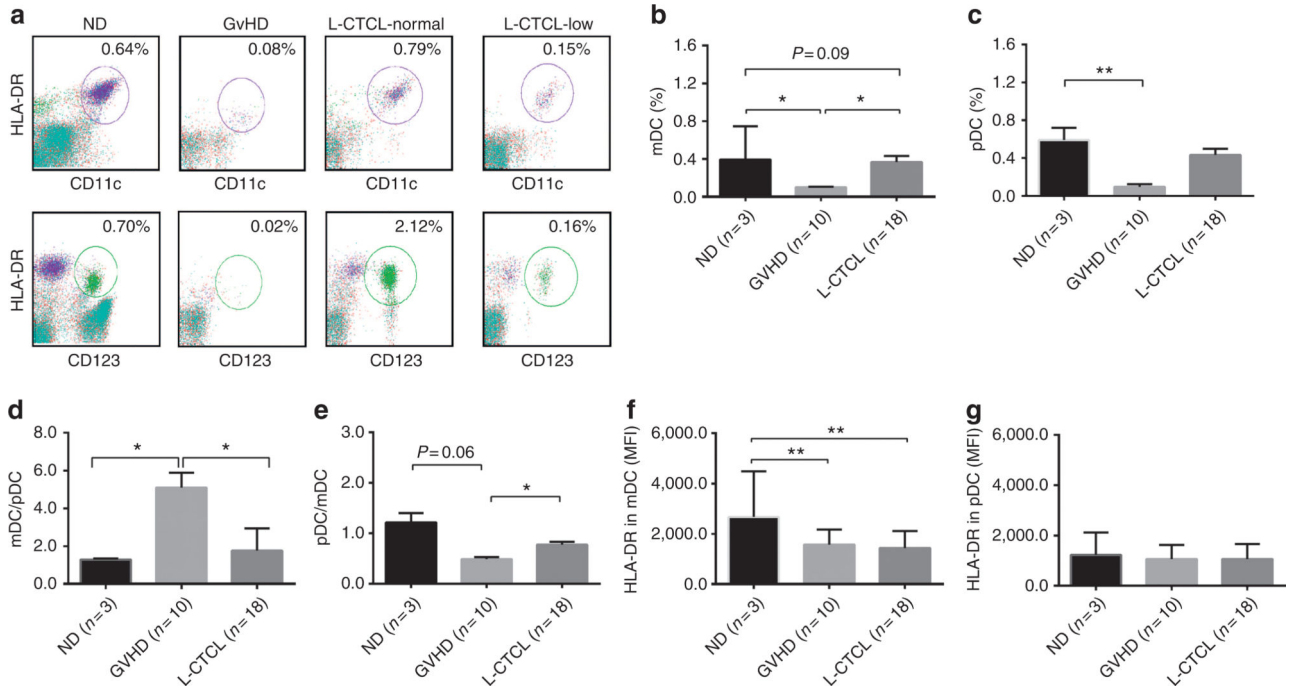 a
ND GvHD L-CTCL-normal L-CTCL-low
HLA-DR
0.64% 0.08% 0.79% 0.15%
CD11c CD11c CD11c CD11c
HLA-DR
0.70% 0.02% 2.12% 0.16%
CD123 CD123 CD123 CD123
b
mDC (%)
1.6
1.2
0.8
0.4
0.0
P=0.09
* *
ND (n=3) GVHD (n=10) L-CTCL (n=18)
c
pDC (%)
1.6
1.2
0.8
0.4
0.0
**
ND (n=3) GVHD (n=10) L-CTCL (n=18)
d
mDC/pDC
8.0
6.0
4.0
2.0
0.0
* *
ND (n=3) GVHD (n=10) L-CTCL (n=18)
e
pDC/mDC
3.0
2.0
1.0
0.0
P=0.06
*
ND (n=3) GVHD (n=10) L-CTCL (n=18)
f
HLA-DR in mDC (MFI)
6,000.0
4,000.0
2,000.0
0.0
**
**
ND (n=3) GVHD (n=10) L-CTCL (n=18)
g
HLA-DR in pDC (MFI)
6,000.0
4,000.0
2,000.0
0.0
ND (n=3) GVHD (n=10) L-CTCL (n=18)